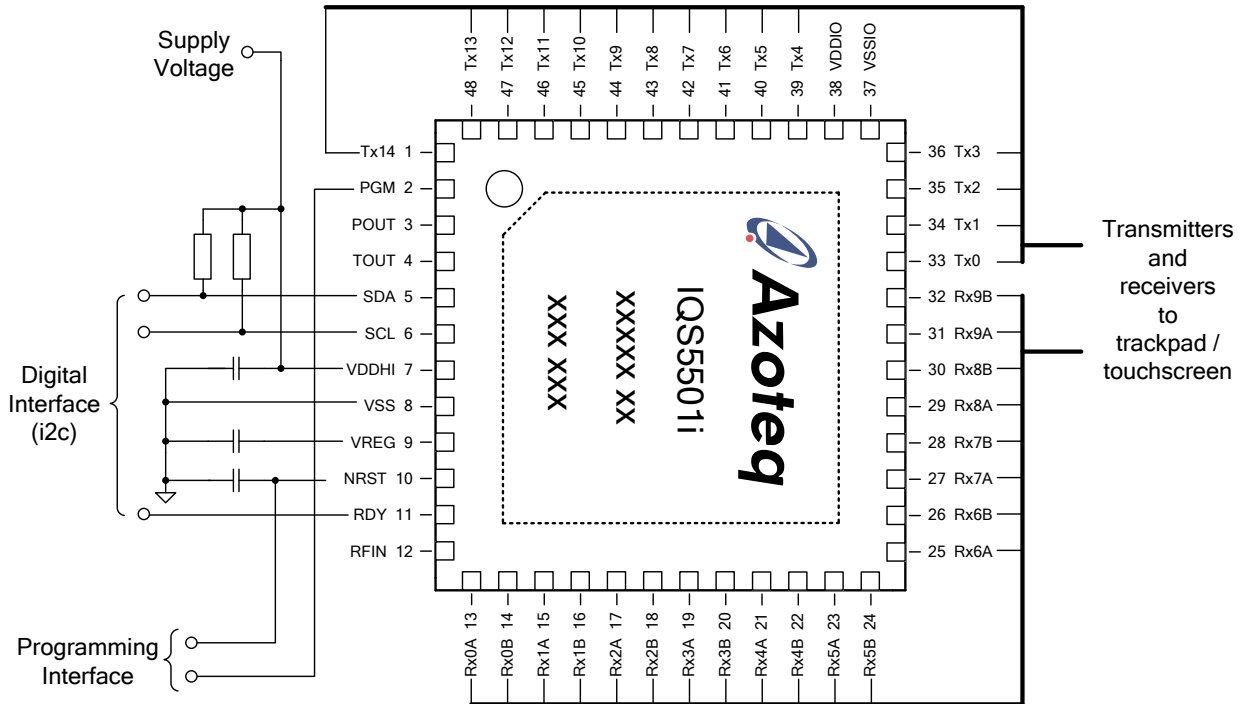 Supply
Voltage
48 Tx13
47 Tx12
46 Tx11
45 Tx10
44 Tx9
43 Tx8
42 Tx7
41 Tx6
40 Tx5
39 Tx4
38 VDDIO
37 VSSIO
Tx14 1
PGM 2
POUT 3
TOUT 4
SDA 5
SCL 6
VDDHI 7
VSS 8
VREG 9
NRST 10
RDY 11
RFIN 12
Digital
Interface
(i2c)
Programming
Interface
Azoteq
IQS5501i
XXXXX XX
XXX XXX
36 Tx3
35 Tx2
34 Tx1
33 Tx0
32 Rx9B
31 Rx9A
30 Rx8B
29 Rx8A
28 Rx7B
27 Rx7A
26 Rx6B
25 Rx6A
Transmitters
and
receivers
to
trackpad /
touchscreen
Rx0A 13
Rx0B 14
Rx1A 15
Rx1B 16
Rx2A 17
Rx2B 18
Rx3A 19
Rx3B 20
Rx4A 21
Rx4B 22
Rx5A 23
Rx5B 24